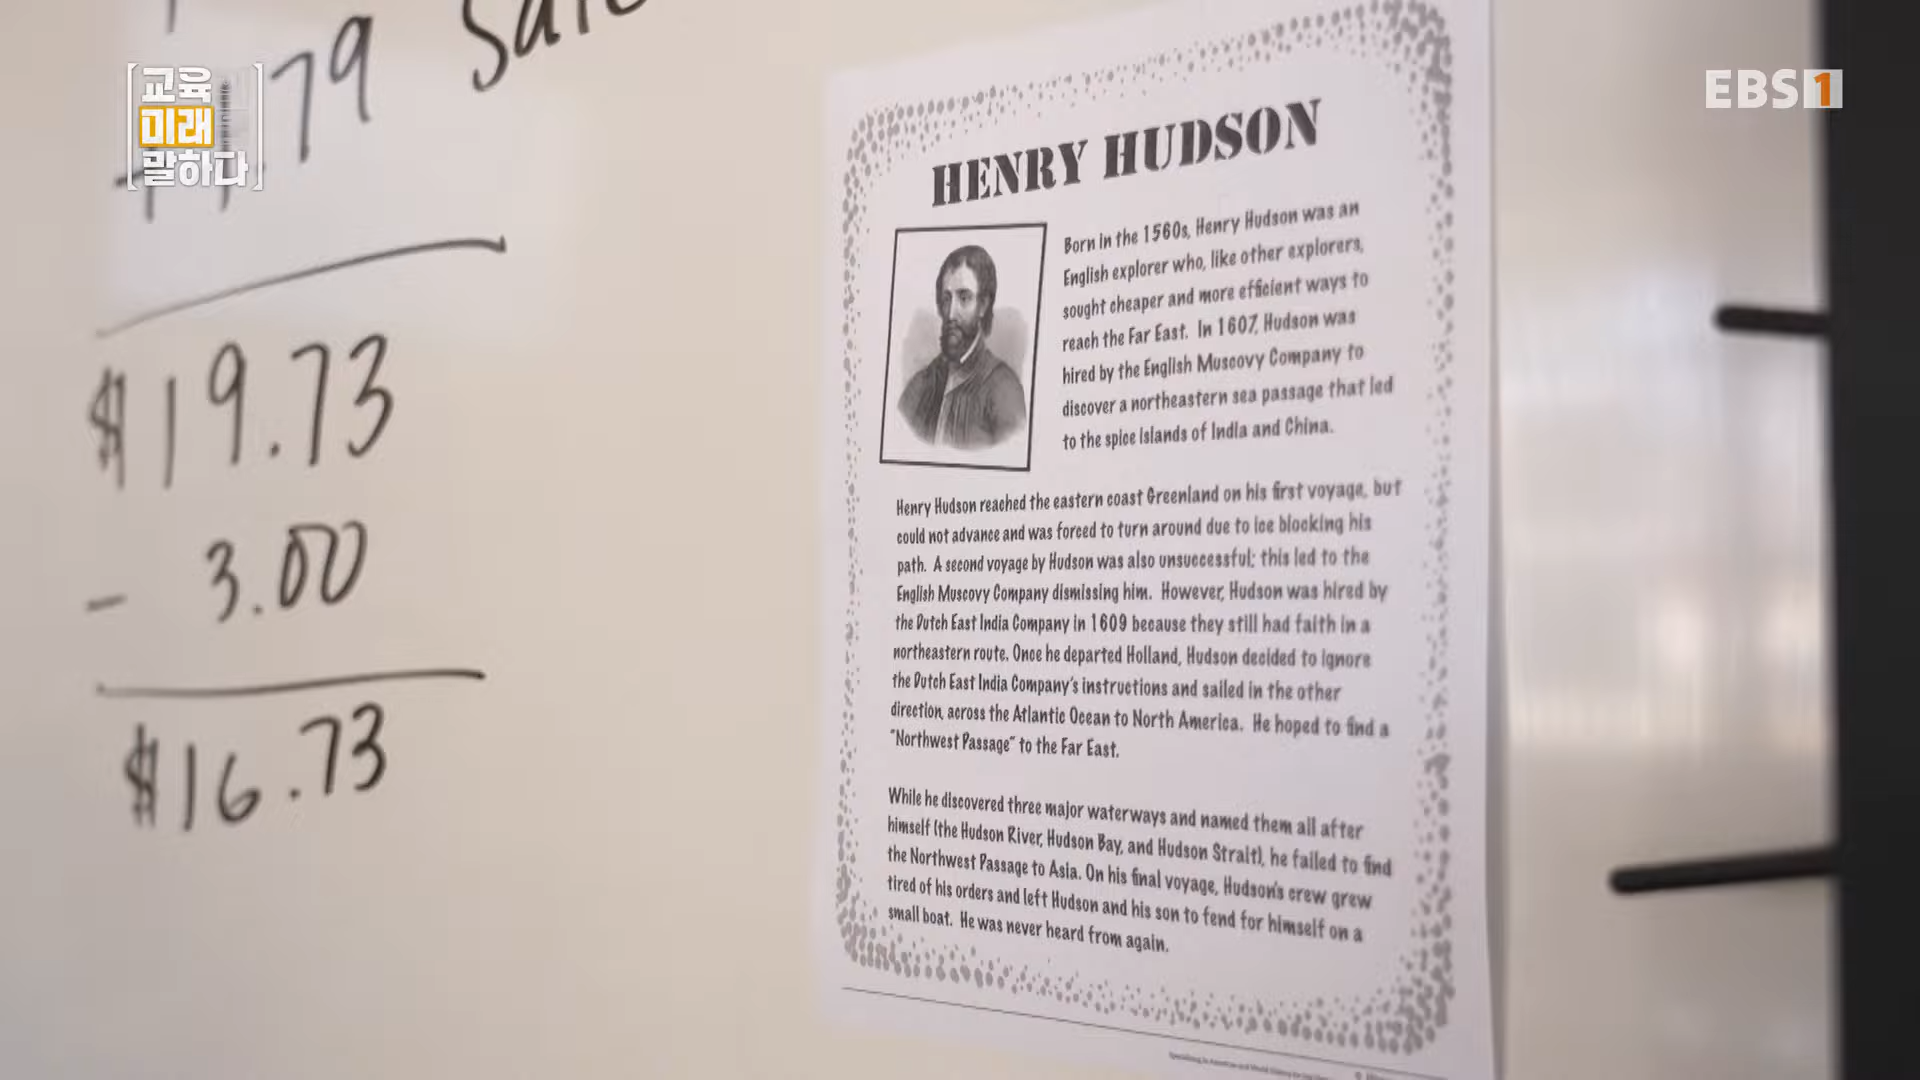 교육
미래
말하다
EBS1
79
$19.73
- 3.00
$16.73
HENRY HUDSON
Born in the 1560s, Henry Hudson was an
English explorer who, like other explorers,
sought cheaper and more efficient ways to
reach the Far East. In 1607, Hudson was
hired by the English Muscovy Company to
discover a northeastern sea passage that led
to the spice islands of India and China.
Henry Hudson reached the eastern coast Greenland on his first voyage, but
could not advance and was forced to turn around due to ice blocking his
path. A second voyage by Hudson was also unsuccessful; this led to the
English Muscovy Company dismissing him. However, Hudson was hired by
the Dutch East India Company in 1609 because they still had faith in a
northeastern route. Once he departed Holland, Hudson decided to ignore
the Dutch East India Company's instructions and sailed in the other
direction, across the Atlantic Ocean to North America. He hoped to find a
"Northwest Passage" to the Far East.
While he discovered three major waterways and named them all after
himself (the Hudson River, Hudson Bay, and Hudson Strait), he failed to find
the Northwest Passage to Asia. On his final voyage, Hudson's crew grew
tired of his orders and left Hudson and his son to fend for himself on a
small boat. He was never heard from again.